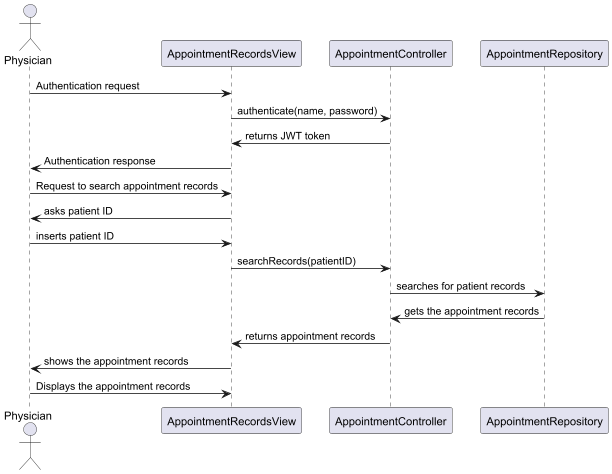 Physician
AppointmentRecordsView
AppointmentController
AppointmentRepository
Authentication request
authenticate(name, password)
returns JWT token
Authentication response
Request to search appointment records
asks patient ID
inserts patient ID
searchRecords(patientID)
searches for patient records
gets the appointment records
returns appointment records
shows the appointment records
Displays the appointment records
Physician
AppointmentRecordsView
AppointmentController
AppointmentRepository